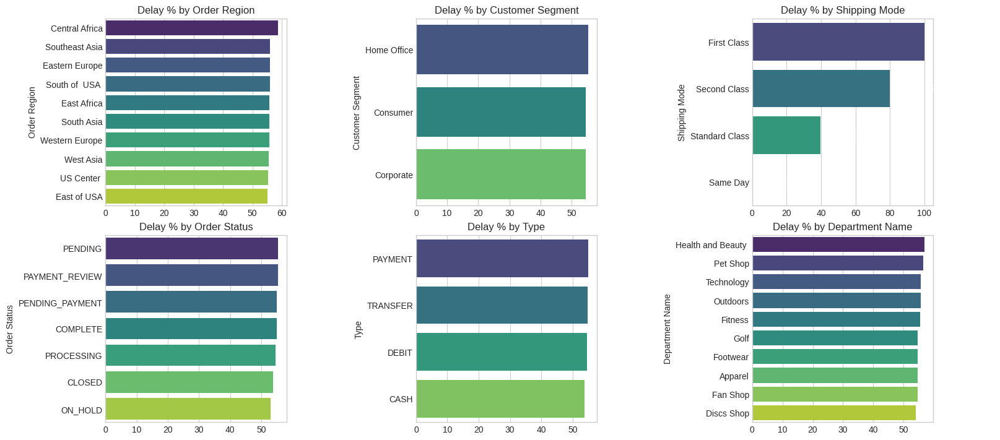 Delay % by Order Region
Order Region
Central Africa
Southeast Asia
Eastern Europe
South of  USA
East Africa
South Asia
Western Europe
West Asia
US Center
East of USA
0 10 20 30 40 50 60
Delay % by Customer Segment
Customer Segment
Home Office
Consumer
Corporate
0 10 20 30 40 50
Delay % by Shipping Mode
Shipping Mode
First Class
Second Class
Standard Class
Same Day
0 20 40 60 80 100
Delay % by Order Status
Order Status
PENDING
PAYMENT_REVIEW
PENDING_PAYMENT
COMPLETE
PROCESSING
CLOSED
ON_HOLD
0 10 20 30 40 50
Delay % by Type
Type
PAYMENT
TRANSFER
DEBIT
CASH
0 10 20 30 40 50
Delay % by Department Name
Department Name
Health and Beauty
Pet Shop
Technology
Outdoors
Fitness
Golf
Footwear
Apparel
Fan Shop
Discs Shop
0 10 20 30 40 50